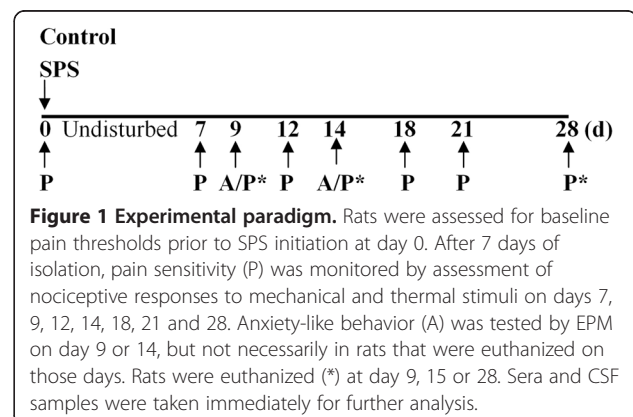 Control
SPS
0 Undisturbed 7 9 12 14 18 21 28 (d)
P P A/P* P A/P* P P P*
Figure 1 Experimental paradigm. Rats were assessed for baseline
pain thresholds prior to SPS initiation at day 0. After 7 days of
isolation, pain sensitivity (P) was monitored by assessment of
nociceptive responses to mechanical and thermal stimuli on days 7,
9, 12, 14, 18, 21 and 28. Anxiety-like behavior (A) was tested by EPM
on day 9 or 14, but not necessarily in rats that were euthanized on
those days. Rats were euthanized (*) at day 9, 15 or 28. Sera and CSF
samples were taken immediately for further analysis.